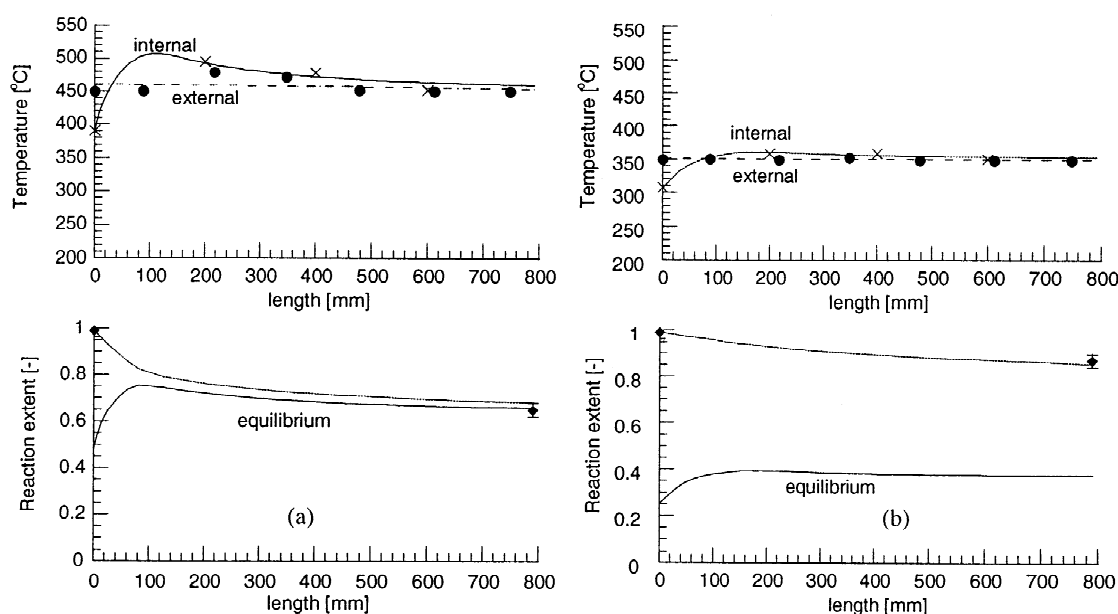 550
500
450
400
350
300
250
200
Temperature [°C]
internal
external
0 100 200 300 400 500 600 700 800
length [mm]
550
500
450
400
350
300
250
200
Temperature [°C]
internal
external
0 100 200 300 400 500 600 700 800
length [mm]
1
0.8
0.6
0.4
0.2
0
Reaction extent [-]
equilibrium
(a)
0 100 200 300 400 500 600 700 800
length [mm]
1
0.8
0.6
0.4
0.2
0
Reaction extent [-]
equilibrium
(b)
0 100 200 300 400 500 600 700 800
length [mm]